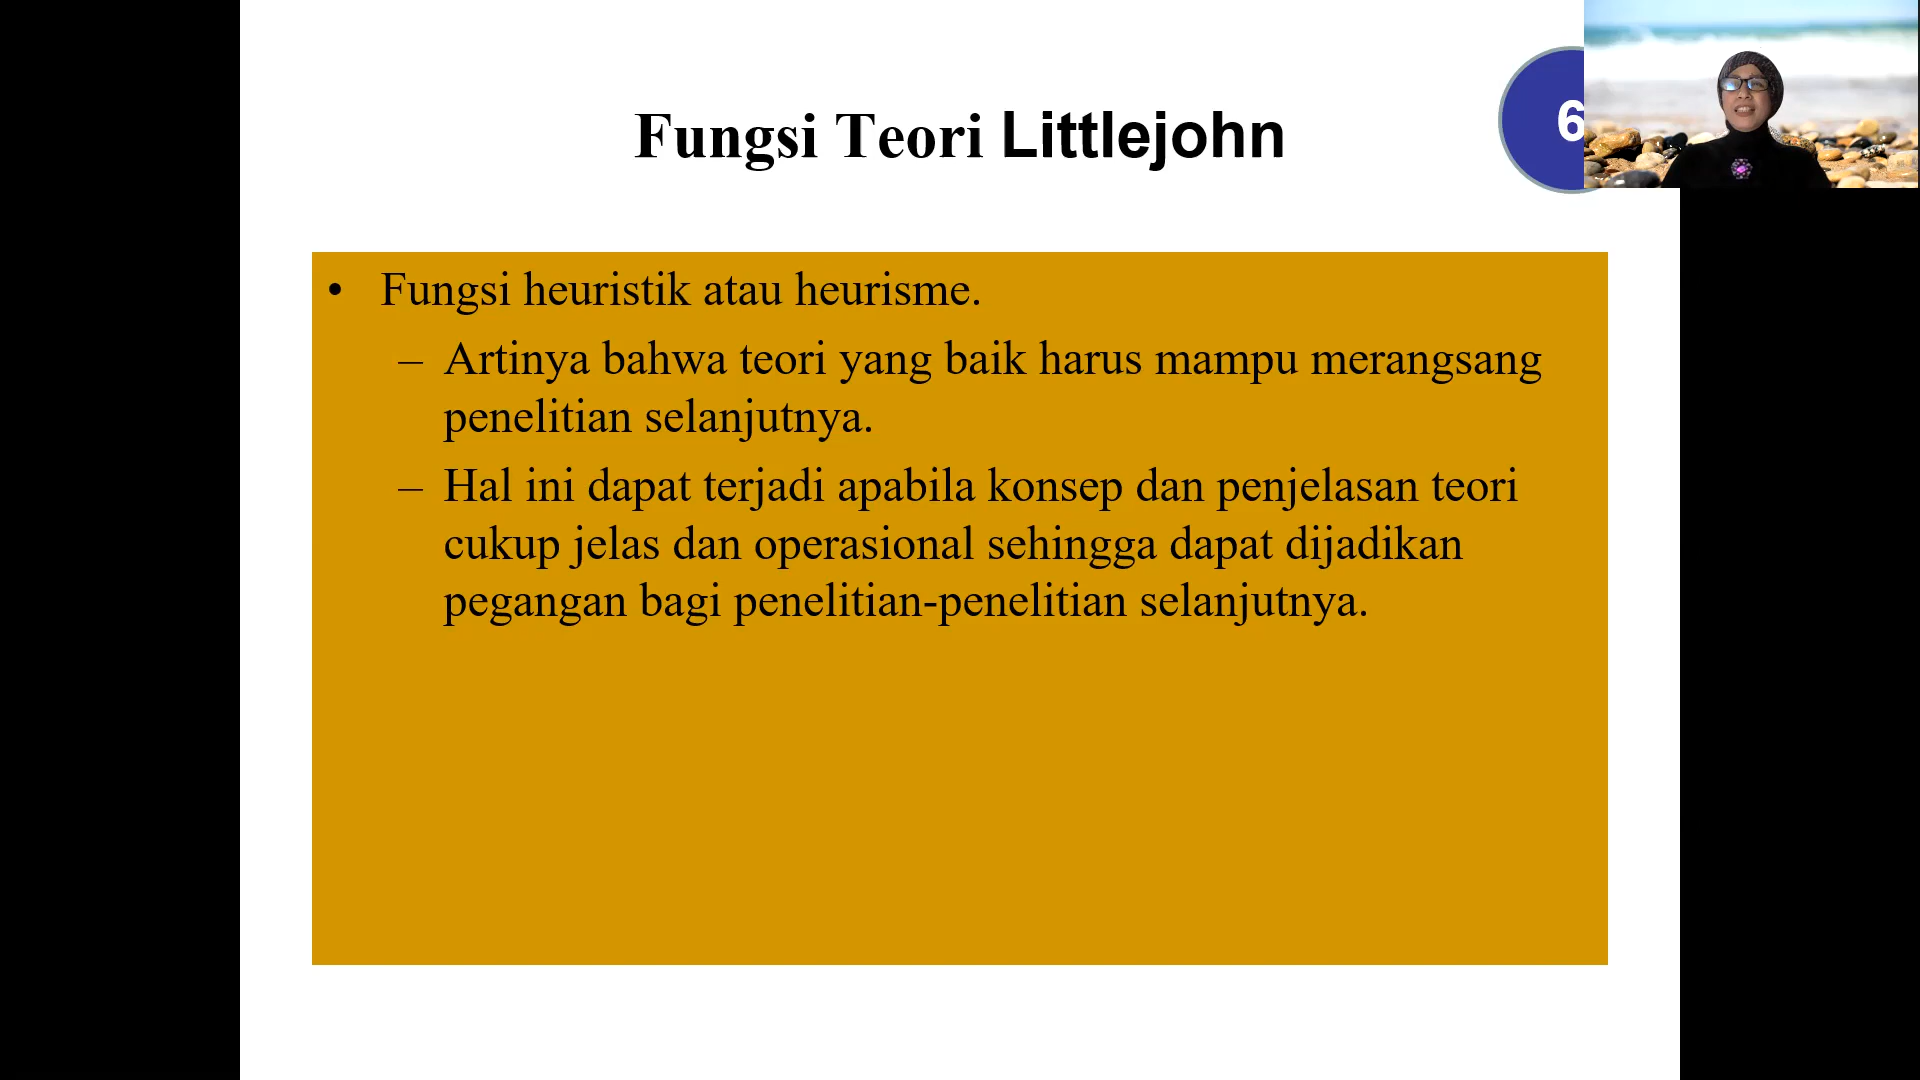 Fungsi Teori Littlejohn
6
• Fungsi heuristik atau heurisme.
– Artinya bahwa teori yang baik harus mampu merangsang
penelitian selanjutnya.
– Hal ini dapat terjadi apabila konsep dan penjelasan teori
cukup jelas dan operasional sehingga dapat dijadikan
pegangan bagi penelitian-penelitian selanjutnya.